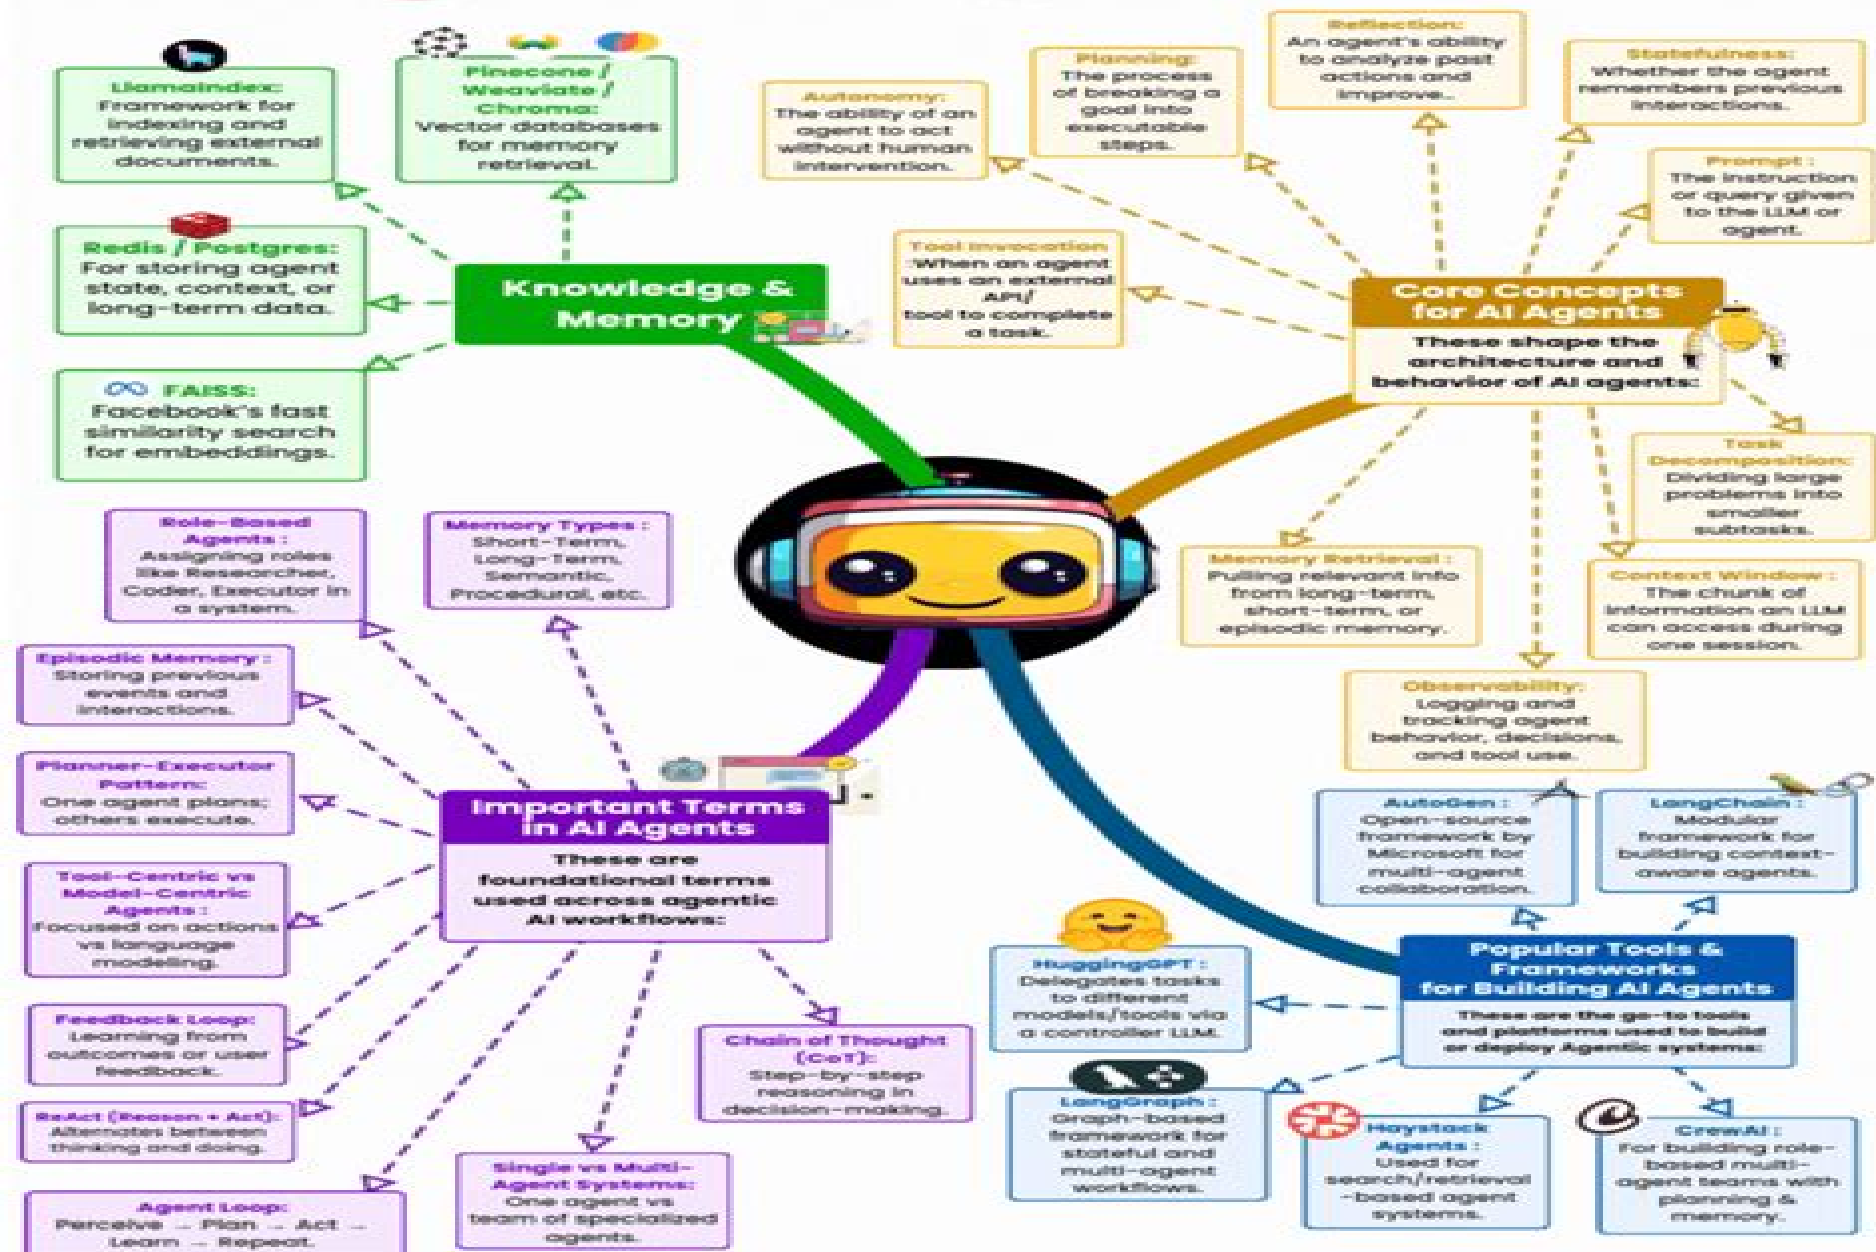 LlamaIndex:
Framework for
indexing and
retrieving external
documents.
Pinecone /
Weaviate /
Chroma:
Vector databases
for memory
retrieval.
Redis / Postgres:
For storing agent
state, context, or
long-term data.
FAISS:
Facebook's fast
similarity search
for embeddings.
Knowledge &
Memory
Autonomy:
The ability of an
agent to act
without human
intervention.
Planning:
The process
of breaking a
goal into
executable
steps.
Reflection:
An agent's ability
to analyze past
actions and
improve.
Statefulness:
Whether the agent
remembers previous
interactions.
Prompt :
The instruction
or query given
to the LLM or
agent.
Tool Invocation
:When an agent
uses an external
API/
tool to complete
a task.
Core Concepts
for AI Agents
These shape the
architecture and
behavior of AI agents:
Task
Decomposition:
Dividing large
problems into
smaller
subtasks.
Memory Retrieval :
Pulling relevant info
from long-term,
short-term, or
episodic memory.
Context Window :
The chunk of
information an LLM
can access during
one session.
Observability:
Logging and
tracking agent
behavior, decisions,
and tool use.
Role-Based
Agents :
Assigning roles
like Researcher,
Coder, Executor in
a system.
Memory Types :
Short-Term,
Long-Term,
Semantic,
Procedural, etc.
Episodic Memory :
Storing previous
events and
interactions.
Planner-Executor
Pattern:
One agent plans;
others execute.
Tool-Centric vs
Model-Centric
Agents :
Focused on actions
vs language
modeling.
Important Terms
in AI Agents
These are
foundational terms
used across agentic
AI workflows:
Feedback Loop:
Learning from
outcomes or user
feedback.
ReAct (Reason + Act):
Alternates between
thinking and doing.
Agent Loop:
Perceive → Plan → Act →
Learn → Repeat.
Single vs Multi-
Agent Systems:
One agent vs
team of specialized
agents.
Chain of Thought
(CoT):
Step-by-step
reasoning in
decision-making.
AutoGen :
Open-source
framework by
Microsoft for
multi-agent
collaboration.
LangChain :
Modular
framework for
building context-
aware agents.
HuggingGPT :
Delegates tasks
to different
models/tools via
a controller LLM.
Popular Tools &
Frameworks
for Building AI Agents
These are the go-to tools
and platforms used to build
or deploy Agentic systems:
LangGraph :
Graph-based
framework for
stateful and
multi-agent
workflows.
Haystack
Agents :
Used for
search/retrieval
-based agent
systems.
CrewAI :
For building role-
based multi-
agent teams with
planning &
memory.